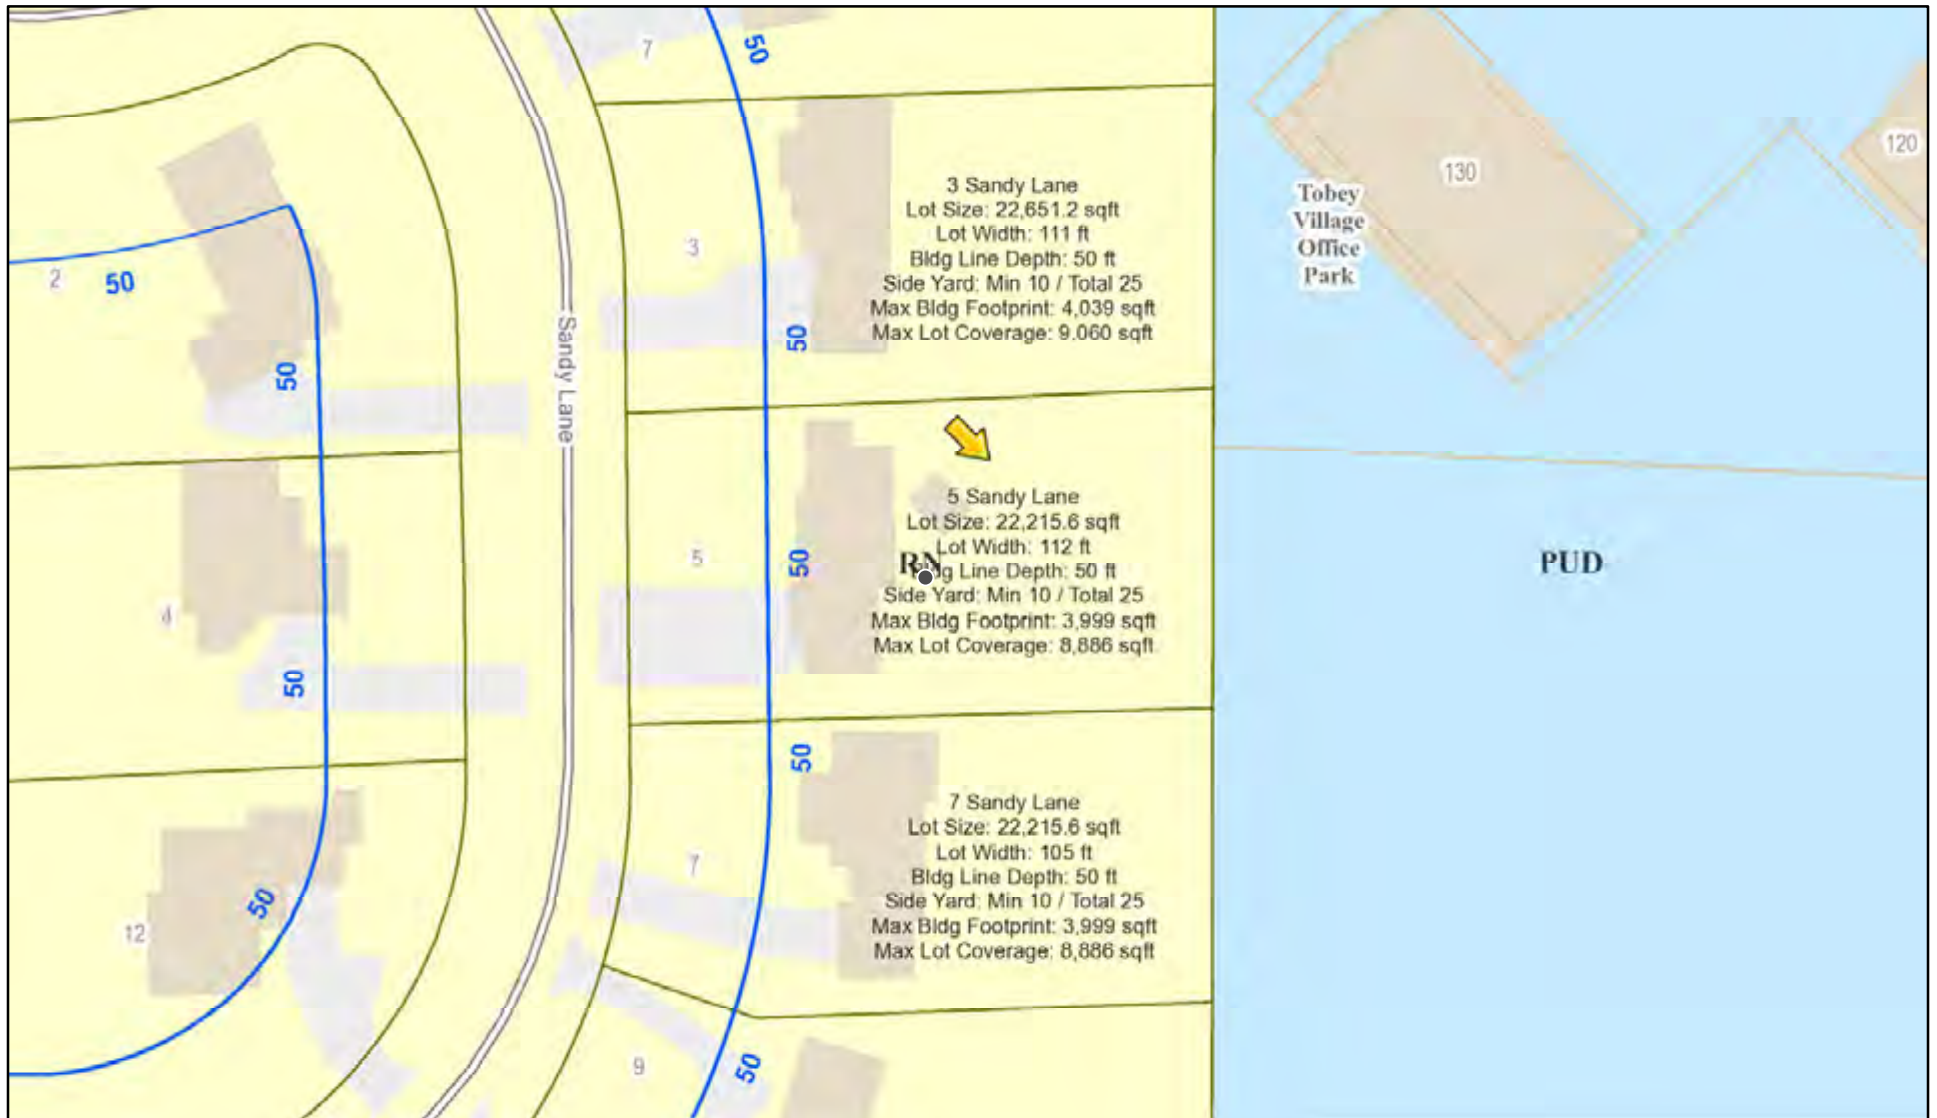 7
50
3 Sandy Lane
Lot Size: 22,651.2 sqft
Lot Width: 111 ft
Bldg Line Depth: 50 ft
Side Yard: Min 10 / Total 25
Max Bldg Footprint: 4,039 sqft
Max Lot Coverage: 9.060 sqft
3
50
130
120
Tobey
Village
Office
Park
2
50
50
Sandy Lane
5 Sandy Lane
Lot Size: 22,215.6 sqft
Lot Width: 112 ft
Bldg Line Depth: 50 ft
Side Yard: Min 10 / Total 25
Max Bldg Footprint: 3,999 sqft
Max Lot Coverage: 8,886 sqft
RN
5
50
PUD
4
50
50
7 Sandy Lane
Lot Size: 22,215.6 sqft
Lot Width: 105 ft
Bldg Line Depth: 50 ft
Side Yard: Min 10 / Total 25
Max Bldg Footprint: 3,999 sqft
Max Lot Coverage: 8,886 sqft
7
12
50
9
50